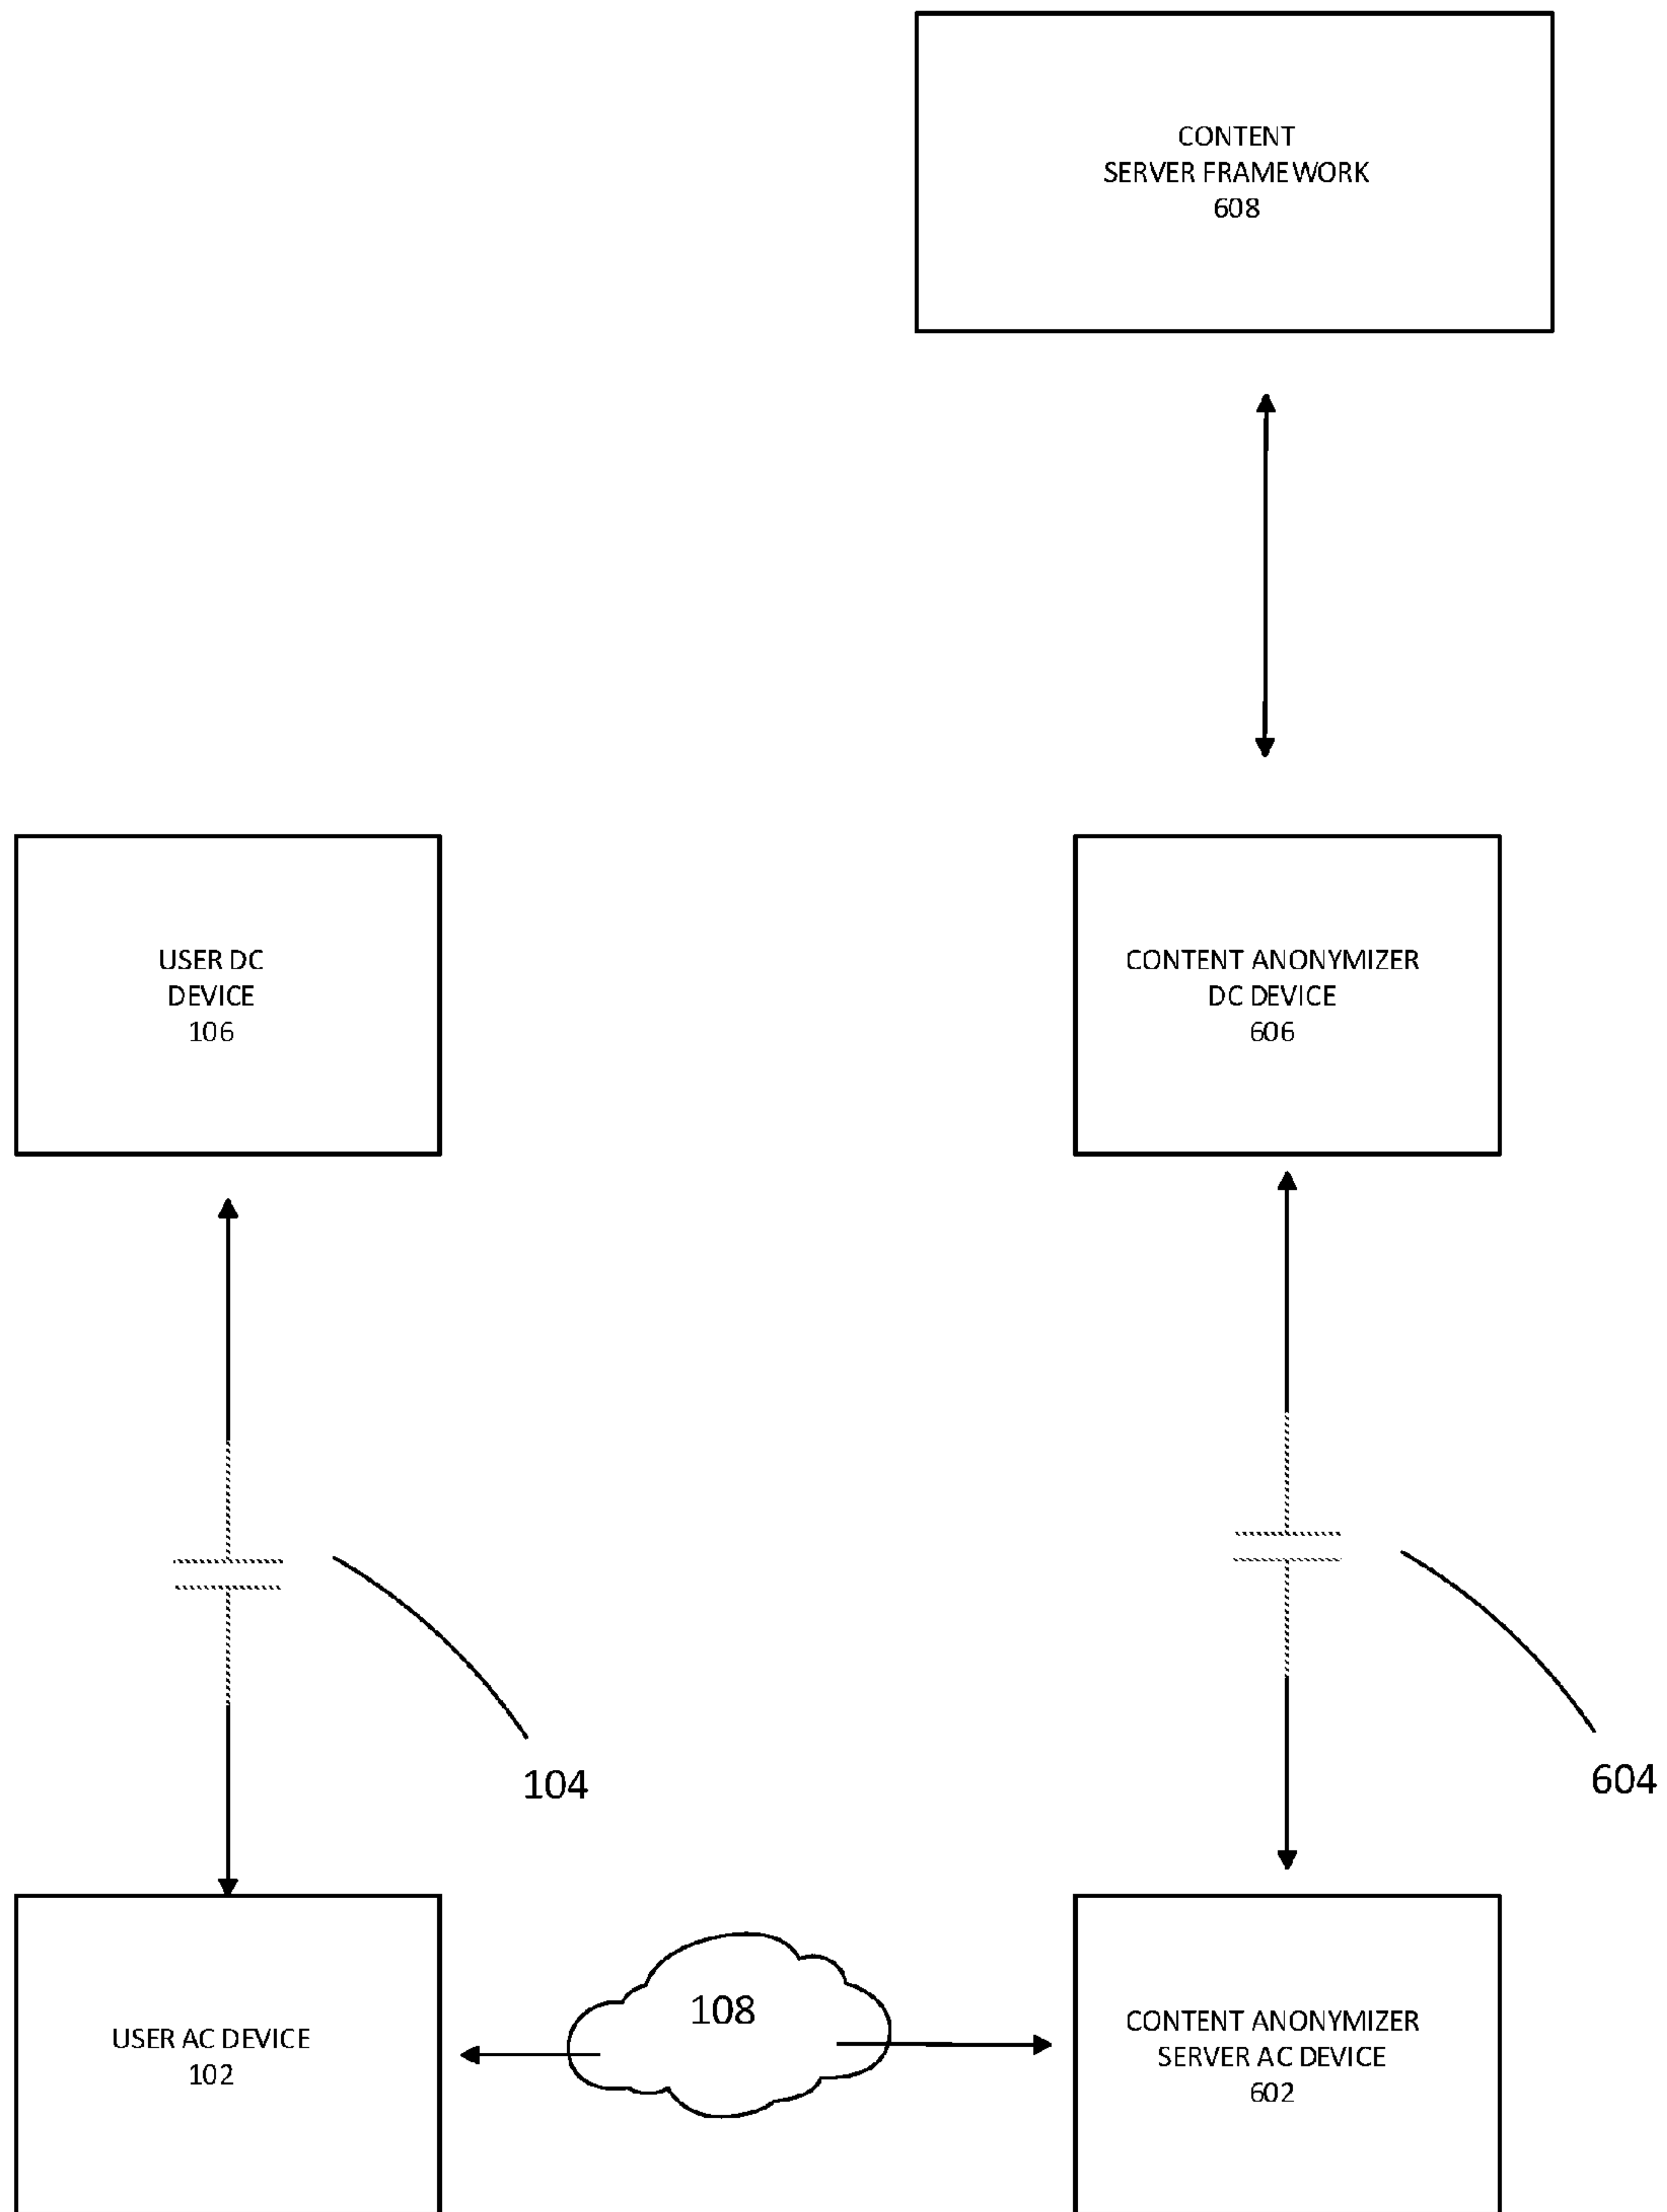 CONTENT
SERVER FRAMEWORK
608
USER DC
DEVICE
106
CONTENT ANONYMIZER
DC DEVICE
606
104
604
USER AC DEVICE
102
108
CONTENT ANONYMIZER
SERVER AC DEVICE
602